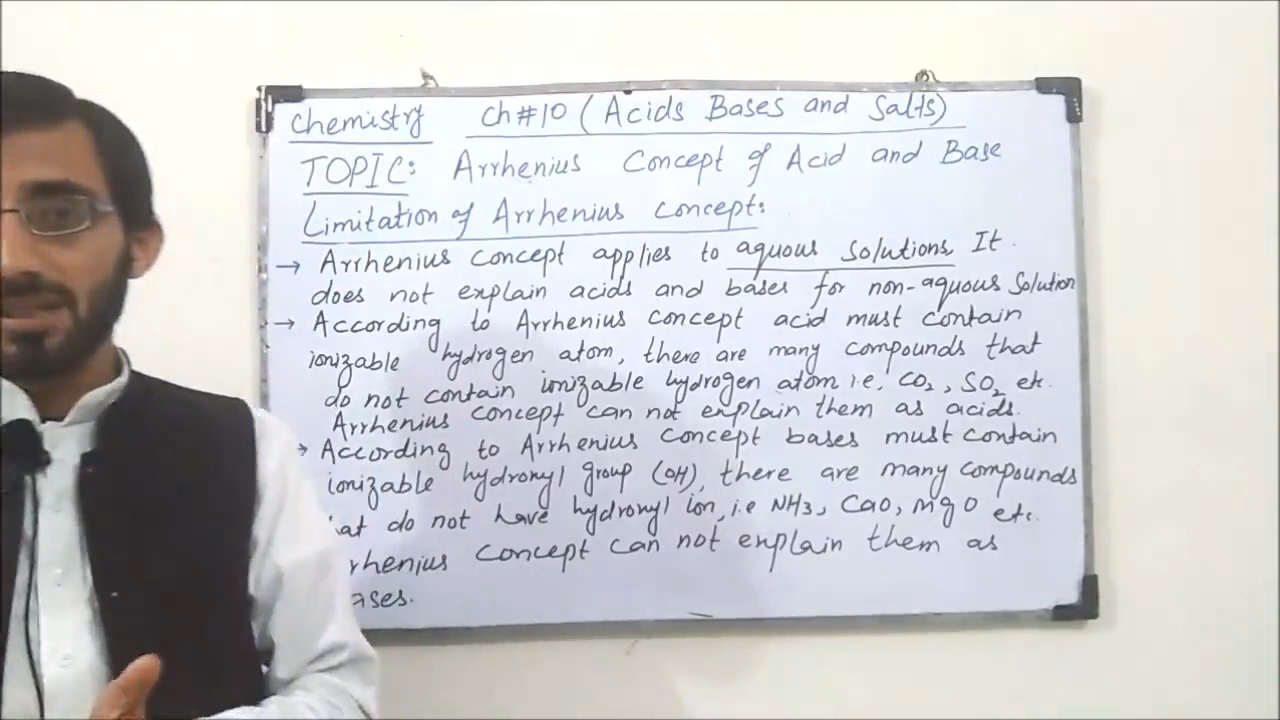 Chemistry Ch#10 (Acids Bases and Salts)
TOPIC: Arrhenius Concept of Acid and Base
Limitation of Arrhenius Concept:
→ Arrhenius concept applies to aquous solutions. It
does not explain acids and bases for non-aquous Solution
→ According to Arrhenius concept acid must contain
ionizable hydrogen atom, there are many compounds that
do not contain ionizable hydrogen atom i.e, CO2, SO2 etc.
Arrhenius concept can not explain them as acids.
→ According to Arrhenius concept bases must contain
ionizable hydroxyl group (OH), there are many compounds
hat do not have hydroxyl ion, i.e NH3, CaO, MgO etc.
rhenius concept can not explain them as
ases.